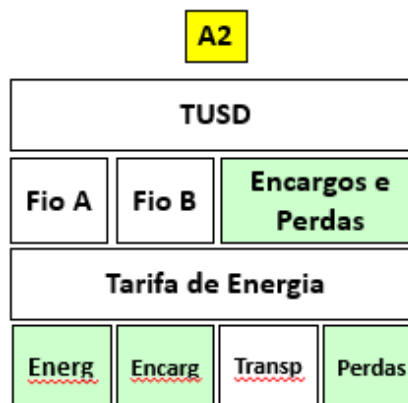 A2
TUSD
Fio A Fio B Encargos e
Perdas
Tarifa de Energia
Energ Encarg Transp Perdas